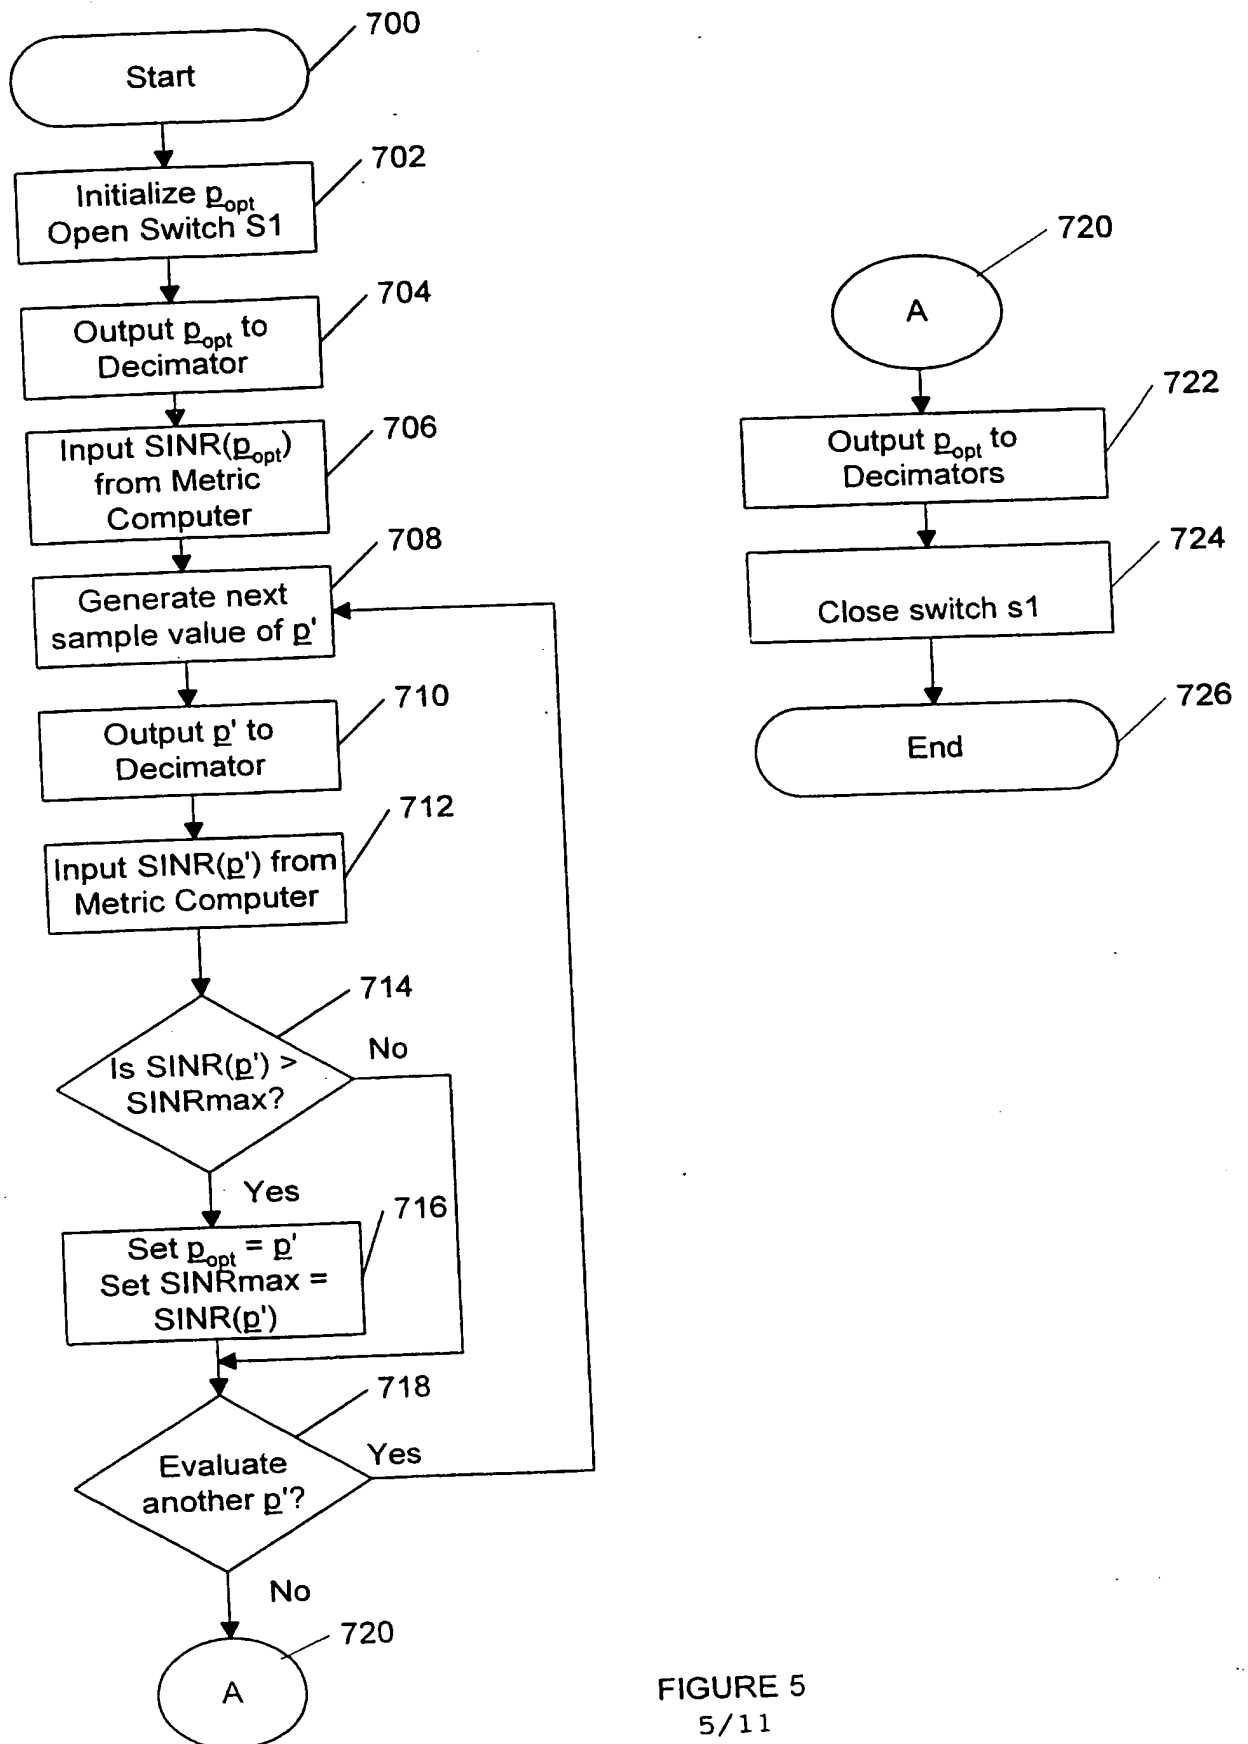 700
Start
702
Initialize p_opt
Open Switch S1
704
Output p_opt to
Decimator
706
Input SINR(p_opt)
from Metric
Computer
708
Generate next
sample value of p'
710
Output p' to
Decimator
712
Input SINR(p') from
Metric Computer
714
Is SINR(p') >
SINRmax?
No
Yes
716
Set p_opt = p'
Set SINRmax =
SINR(p')
718
Evaluate
another p'?
Yes
No
720
A
720
A
722
Output p_opt to
Decimators
724
Close switch s1
726
End
FIGURE 5
5/11